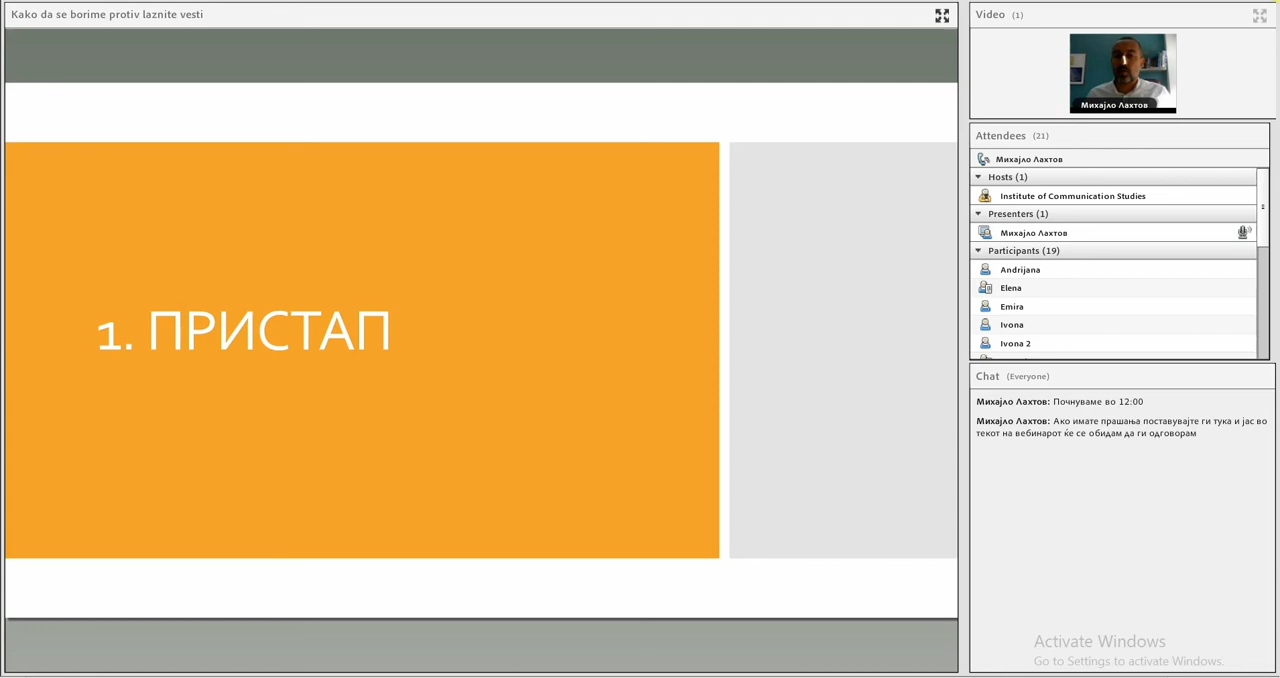 Kako da se borime protiv laznite vesti
1. ПРИСТАП
Video (1)
Михајло Лахтов
Attendees (21)
Михајло Лахтов
Hosts (1)
Institute of Communication Studies
Presenters (1)
Михајло Лахтов
Participants (19)
Andrijana
Elena
Emira
Ivona
Ivona 2
Chat (Everyone)
Михајло Лахтов: Почнуваме во 12:00
Михајло Лахтов: Ако имате прашања поставувајте ги тука и јас во
текот на вебинарот ќе се обидам да ги одговорам
Activate Windows
Go to Settings to activate Windows.